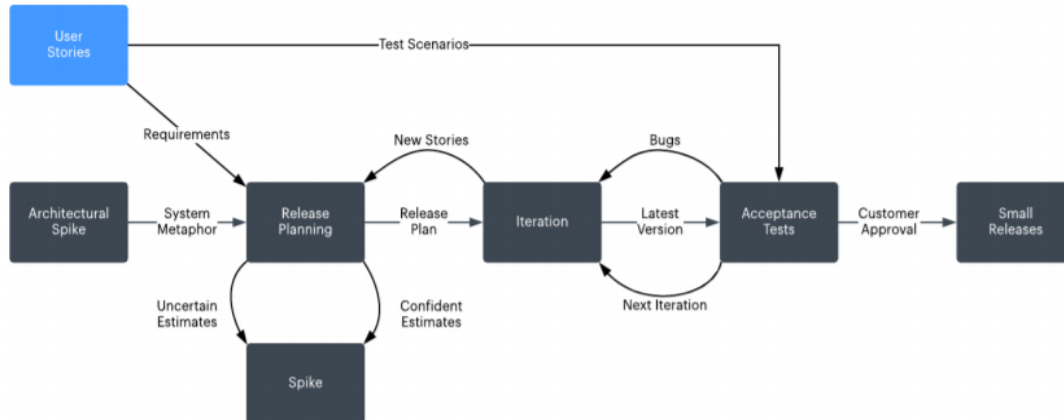 User
Stories
Test Scenarios
Requirements
New Stories
Bugs
Architectural
Spike
System
Metaphor
Release
Planning
Release
Plan
Iteration
Latest
Version
Acceptance
Tests
Customer
Approval
Small
Releases
Uncertain
Estimates
Confident
Estimates
Next Iteration
Spike